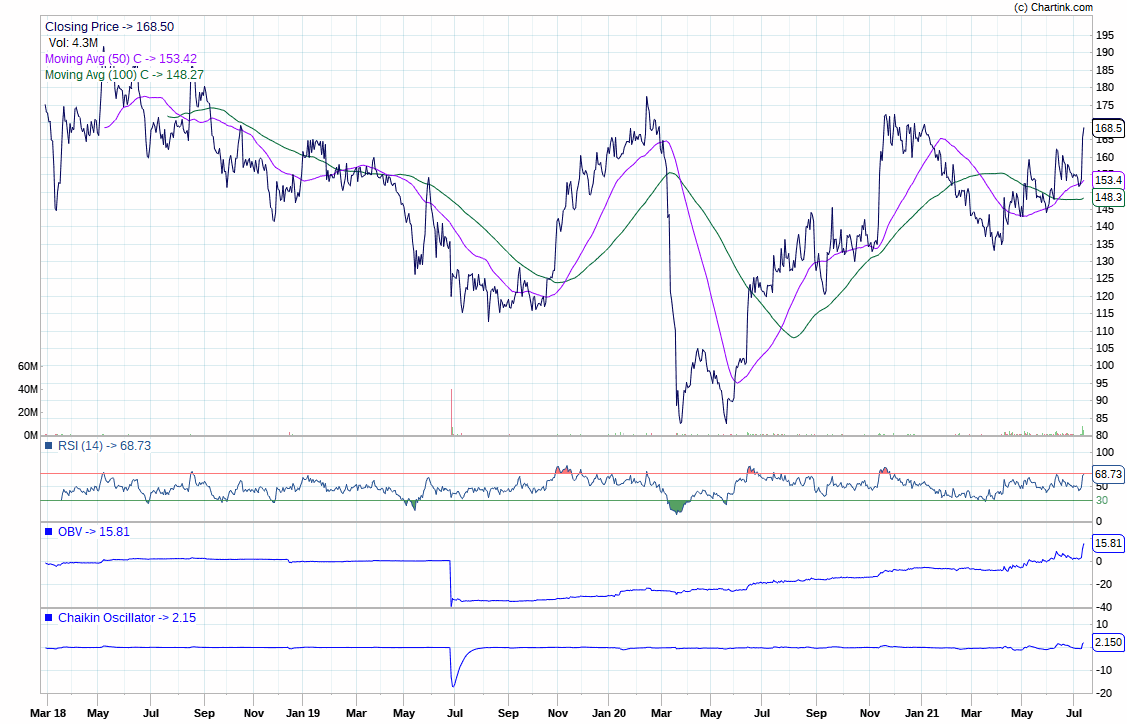 (c) Chartink.com
Closing Price -> 168.50
Vol: 4.3M
Moving Avg (50) C -> 153.42
Moving Avg (100) C -> 148.27
195
190
185
180
175
168.5
165
160
153.4
148.3
145
140
135
130
125
120
115
110
105
100
95
90
85
80
60M
40M
20M
0M
RSI (14) -> 68.73
100
68.73
50
30
0
OBV -> 15.81
15.81
0
-20
-40
Chaikin Oscillator -> 2.15
10
2.150
-10
-20
Mar 18 May Jul Sep Nov Jan 19 Mar May Jul Sep Nov Jan 20 Mar May Jul Sep Nov Jan 21 Mar May Jul